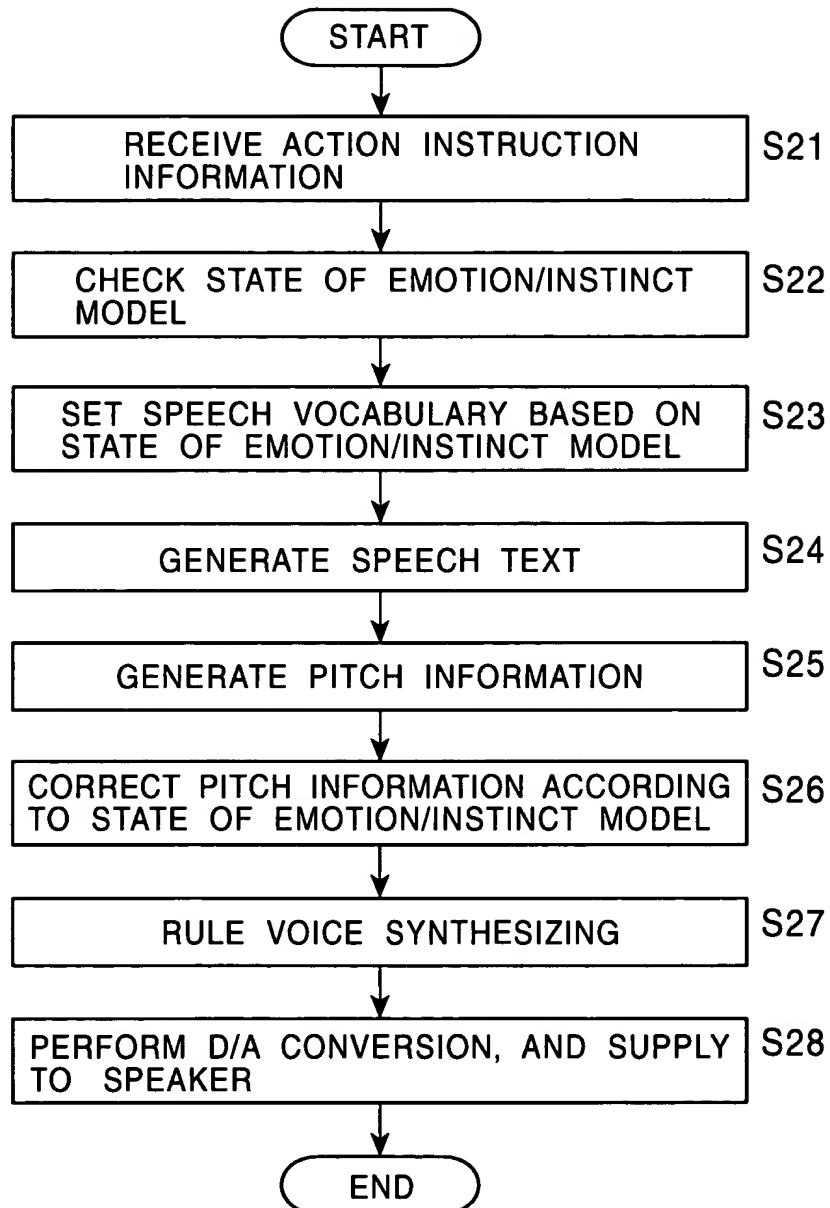 START
RECEIVE ACTION INSTRUCTION
INFORMATION
S21
CHECK STATE OF EMOTION/INSTINCT
MODEL
S22
SET SPEECH VOCABULARY BASED ON
STATE OF EMOTION/INSTINCT MODEL
S23
GENERATE SPEECH TEXT
S24
GENERATE PITCH INFORMATION
S25
CORRECT PITCH INFORMATION ACCORDING
TO STATE OF EMOTION/INSTINCT MODEL
S26
RULE VOICE SYNTHESIZING
S27
PERFORM D/A CONVERSION, AND SUPPLY
TO SPEAKER
S28
END